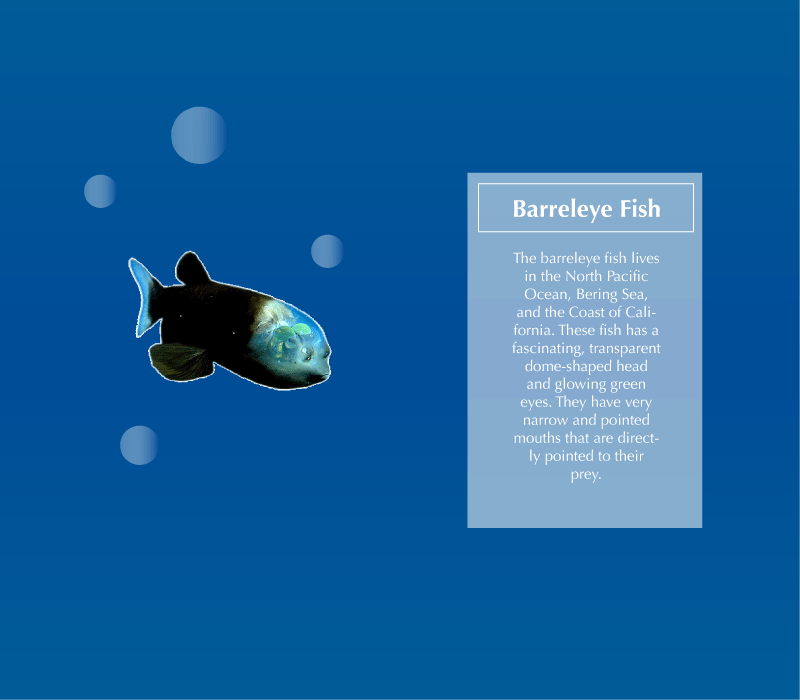 Barreleye Fish
The barreleye fish lives
in the North Pacific
Ocean, Bering Sea,
and the Coast of Cali-
fornia. These fish has a
fascinating, transparent
dome-shaped head
and glowing green
eyes. They have very
narrow and pointed
mouths that are direct-
ly pointed to their
prey.